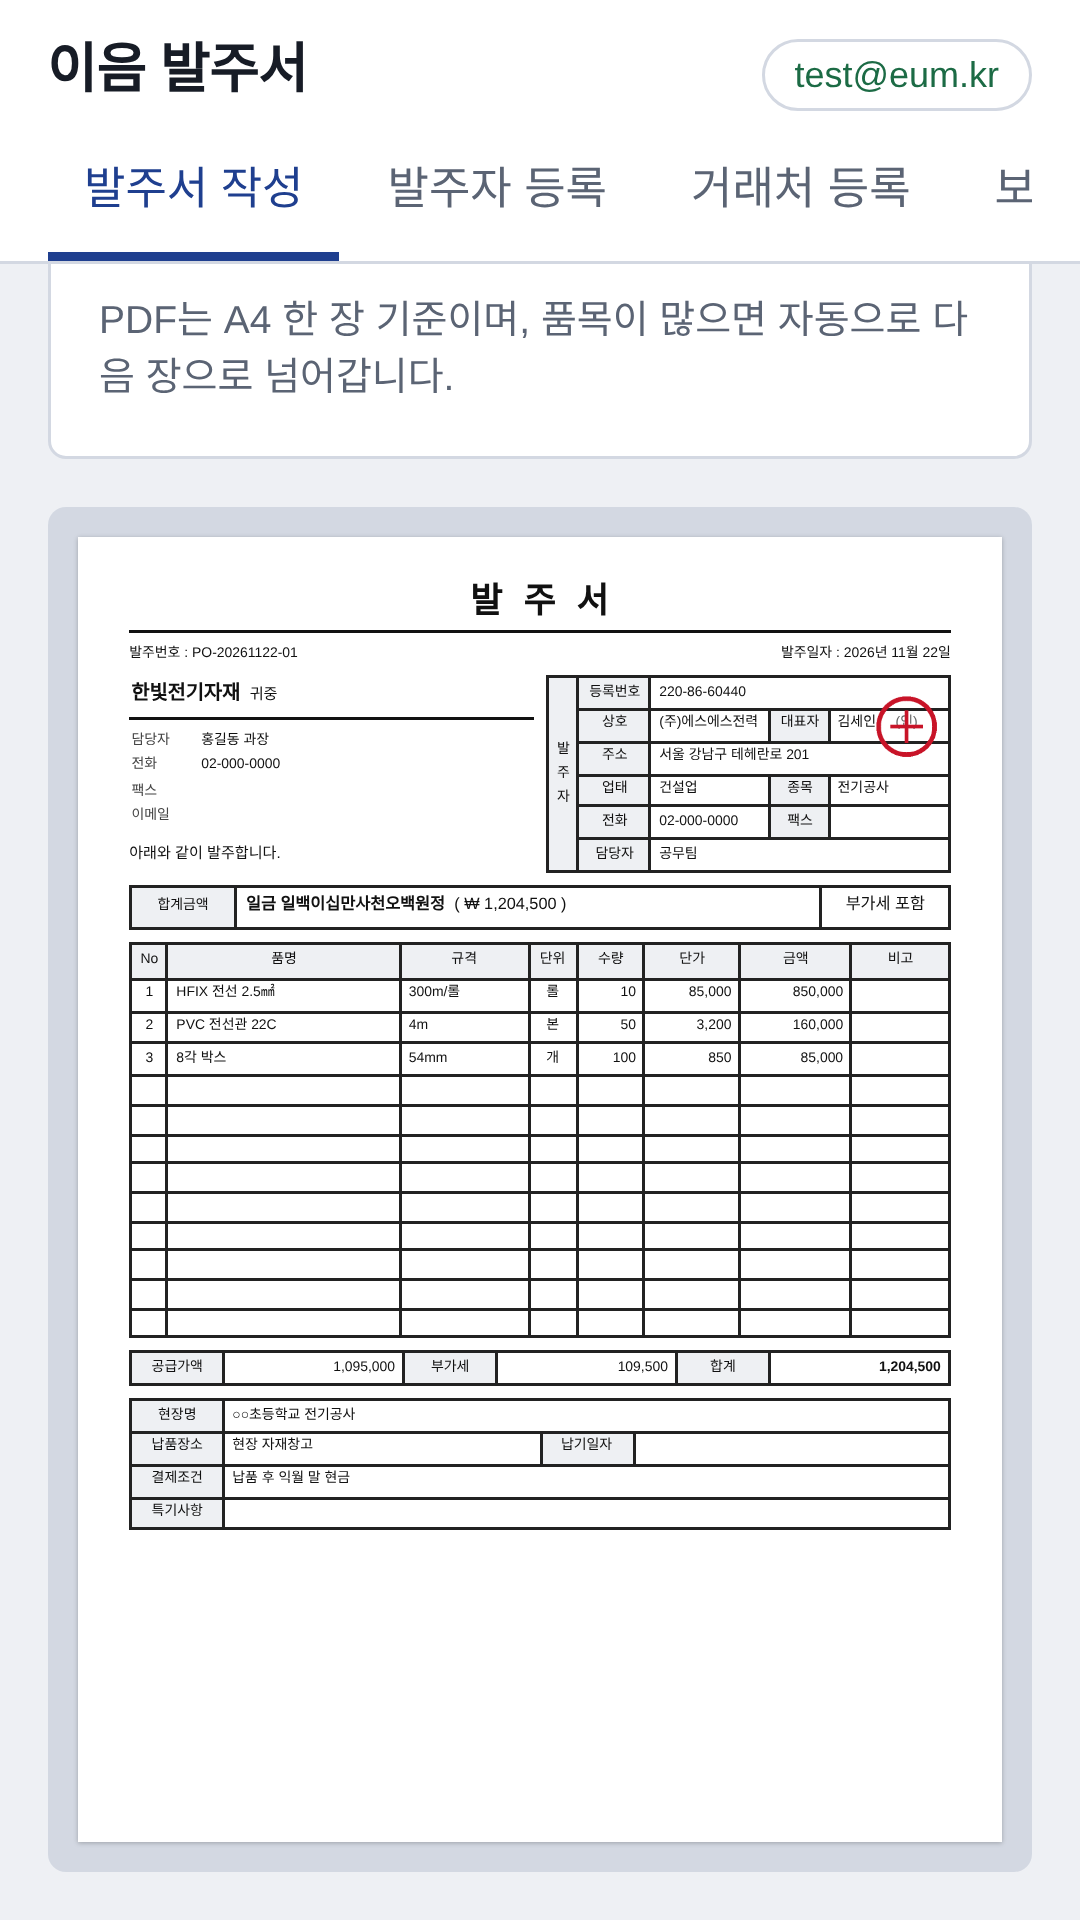 이음 발주서
test@eum.kr
발주서 작성 발주자 등록 거래처 등록 보
PDF는 A4 한 장 기준이며, 품목이 많으면 자동으로 다
음 장으로 넘어갑니다.
발 주 서
발주번호 : PO-20261122-01 발주일자 : 2026년 11월 22일
한빛전기자재 귀중
담당자 홍길동 과장
전화 02-000-0000
팩스
이메일
아래와 같이 발주합니다.
발주자
등록번호 220-86-60440
상호 (주)에스에스전력 대표자 김세인 (인)
주소 서울 강남구 테헤란로 201
업태 건설업 종목 전기공사
전화 02-000-0000 팩스
담당자 공무팀
합계금액 일금 일백이십만사천오백원정 ( ₩ 1,204,500 ) 부가세 포함
No 품명 규격 단위 수량 단가 금액 비고
1 HFIX 전선 2.5㎟ 300m/롤 롤 10 85,000 850,000
2 PVC 전선관 22C 4m 본 50 3,200 160,000
3 8각 박스 54mm 개 100 850 85,000
공급가액 1,095,000 부가세 109,500 합계 1,204,500
현장명 ○○초등학교 전기공사
납품장소 현장 자재창고 납기일자
결제조건 납품 후 익월 말 현금
특기사항